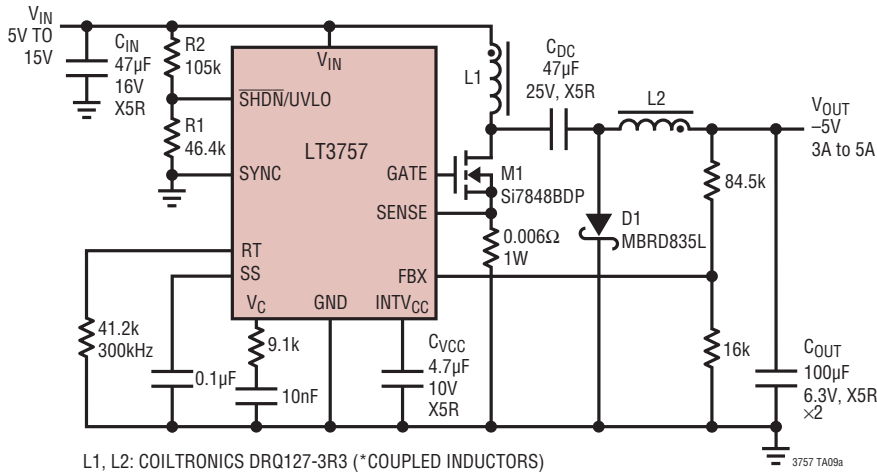 VIN
5V TO
15V
CIN
47µF
16V
X5R
R2
105k
R1
46.4k
VIN
SHDN/UVLO
LT3757
SYNC
GATE
SENSE
RT
SS
FBX
VC
GND
INTVCC
L1
CDC
47µF
25V, X5R
L2
VOUT
–5V
3A to 5A
M1
Si7848BDP
84.5k
D1
MBRD835L
0.006Ω
1W
41.2k
300kHz
0.1µF
9.1k
10nF
CVCC
4.7µF
10V
X5R
16k
COUT
100µF
6.3V, X5R
×2
3757 TA09a
L1, L2: COILTRONICS DRQ127-3R3 (*COUPLED INDUCTORS)